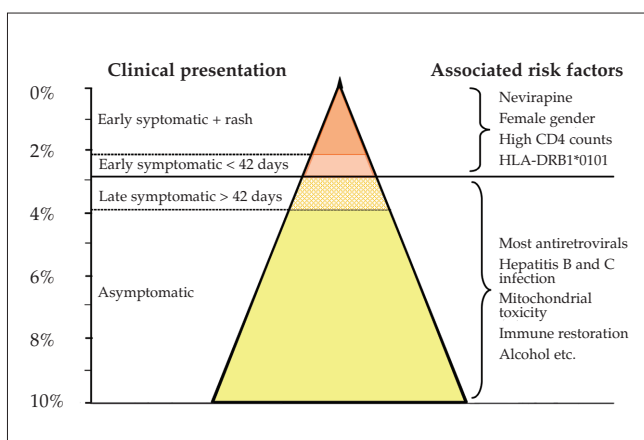 Clinical presentation
Associated risk factors
0%
2%
4%
6%
8%
10%
Early syptomatic + rash
Early symptomatic < 42 days
Late symptomatic > 42 days
Asymptomatic
Nevirapine
Female gender
High CD4 counts
HLA-DRB1*0101
Most antiretrovirals
Hepatitis B and C
infection
Mitochondrial
toxicity
Immune restoration
Alcohol etc.